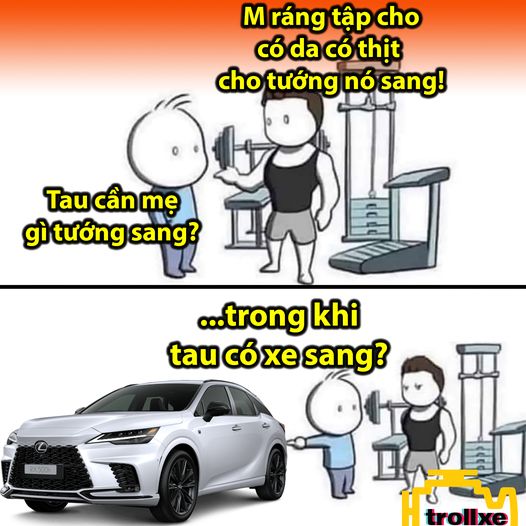 M ráng tập cho
có da có thịt
cho tướng nó sang!
Tau cần mẹ
gì tướng sang?
...trong khi
tau có xe sang?
RX500h
trollxe